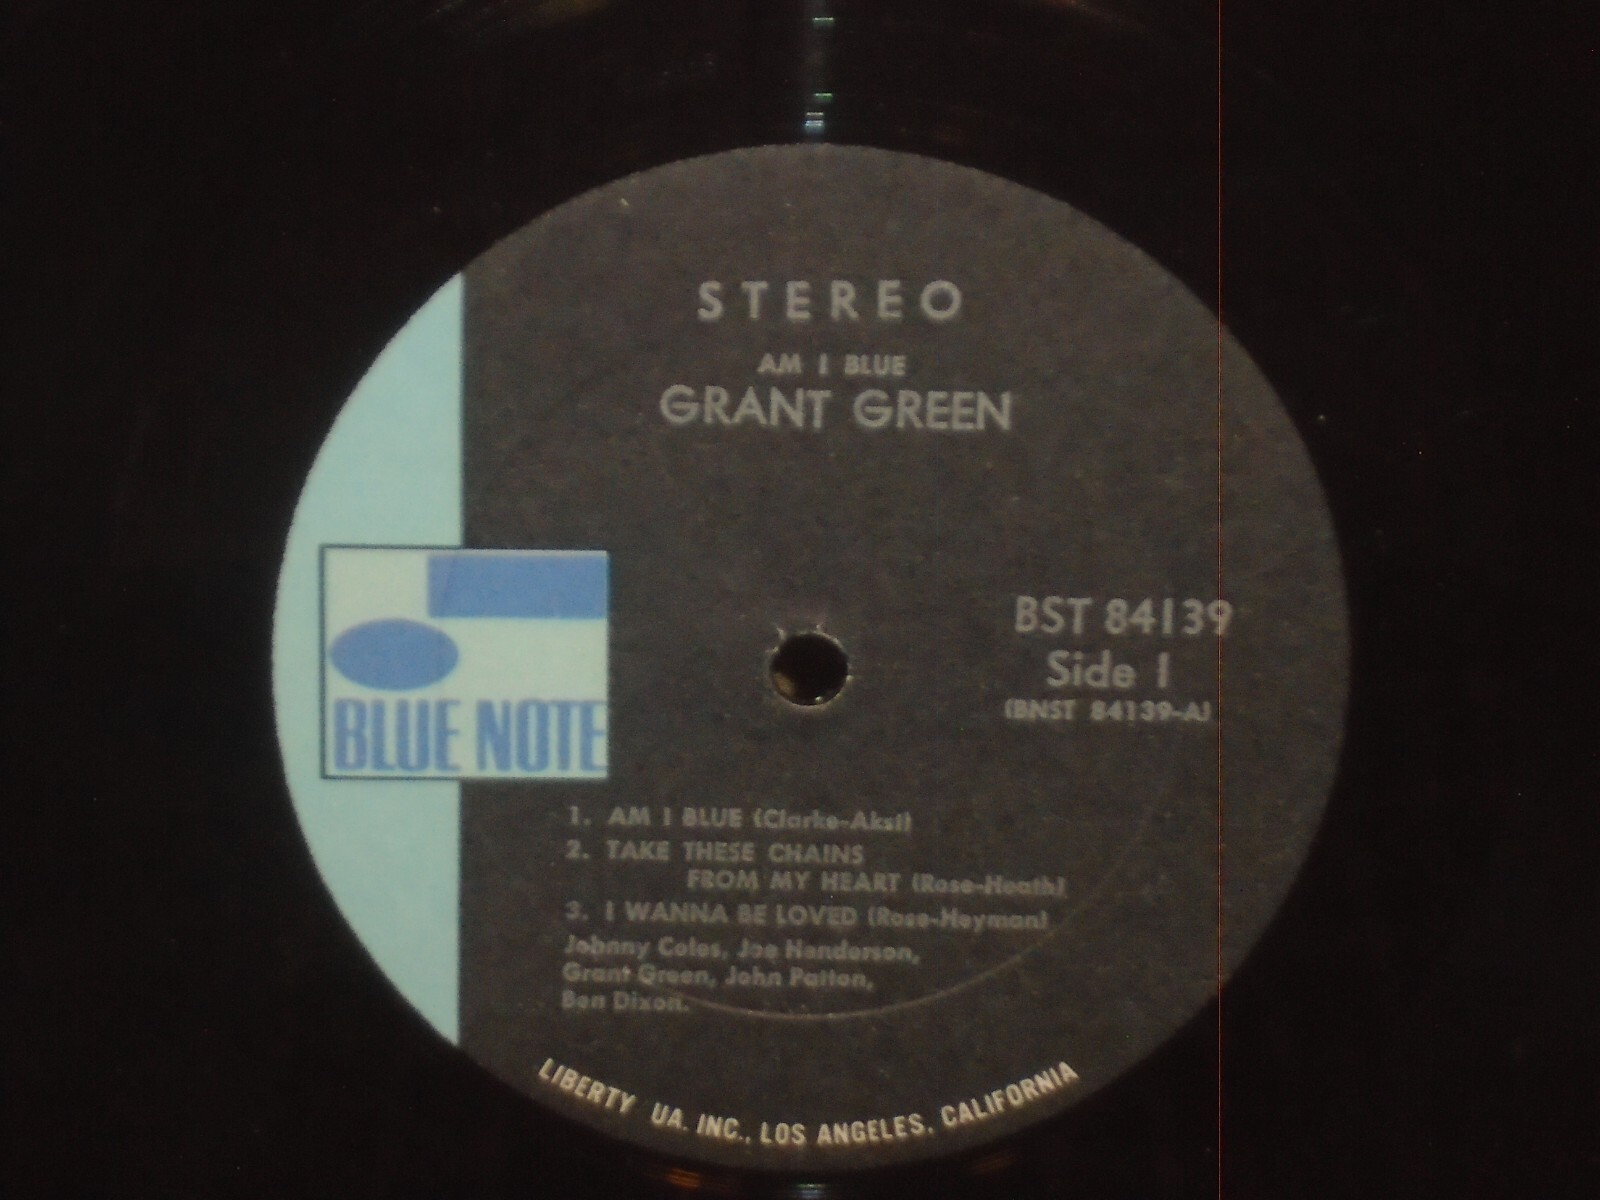 STEREO
AM I BLUE
GRANT GREEN
BST 84139
Side 1
(BNST 84139-A)
BLUE NOTE
1. AM I BLUE (Clarke-Akst)
2. TAKE THESE CHAINS
FROM MY HEART (Rose-Heath)
3. I WANNA BE LOVED (Rose-Heyman)
Johnny Coles, Joe Henderson,
Grant Green, John Patton,
Ben Dixon.
LIBERTY UA. INC., LOS ANGELES, CALIFORNIA